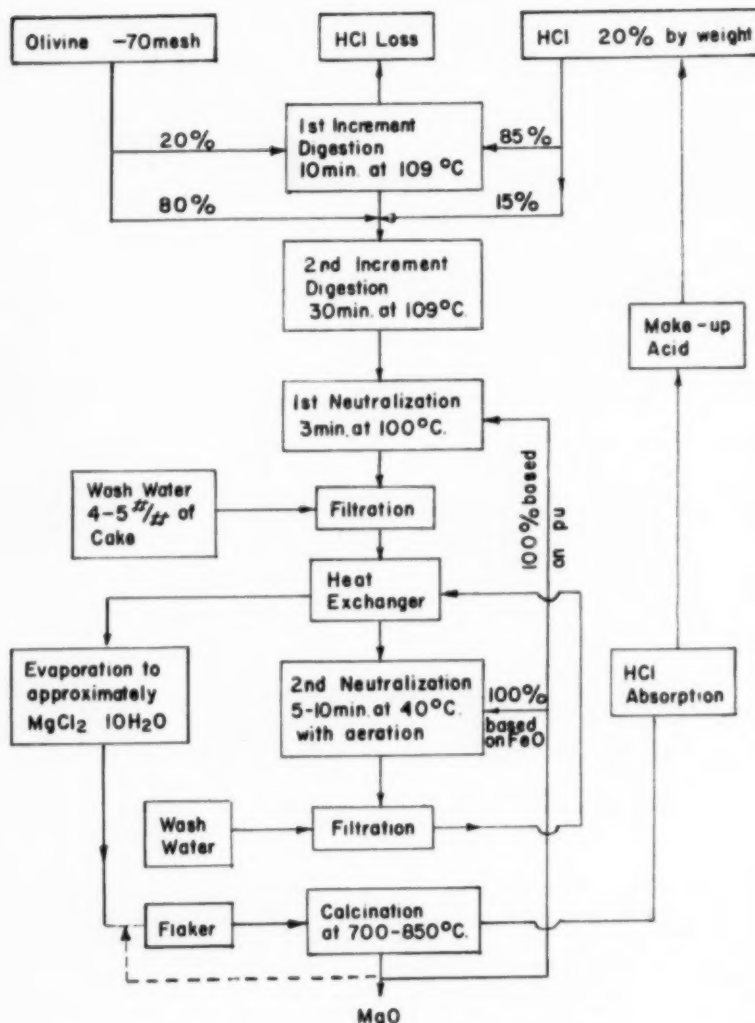 Olivine -70mesh
HCl Loss
HCl 20% by weight
1st Increment
Digestion
10min. at 109 °C
20%
85%
80%
15%
2nd Increment
Digestion
30min. at 109°C.
Make-up
Acid
1st Neutralization
3min. at 100°C.
100% based
on pu
Wash Water
4-5 #/# of
Cake
Filtration
Heat
Exchanger
Evaporation to
approximately
MgCl2 10H2O
2nd Neutralization
5-10min. at 40°C.
with aeration
100%
based
on FeO
HCl
Absorption
Wash
Water
Filtration
Flaker
Calcination
at 700-850°C.
MgO